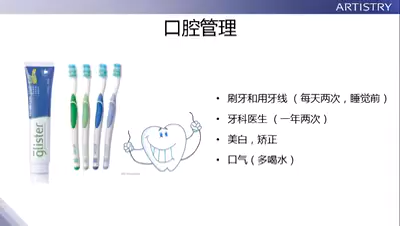 ARTISTRY
口腔管理
glister
• 刷牙和用牙线 （每天两次，睡觉前）
• 牙科医生 （一年两次）
• 美白，矫正
• 口气（多喝水）